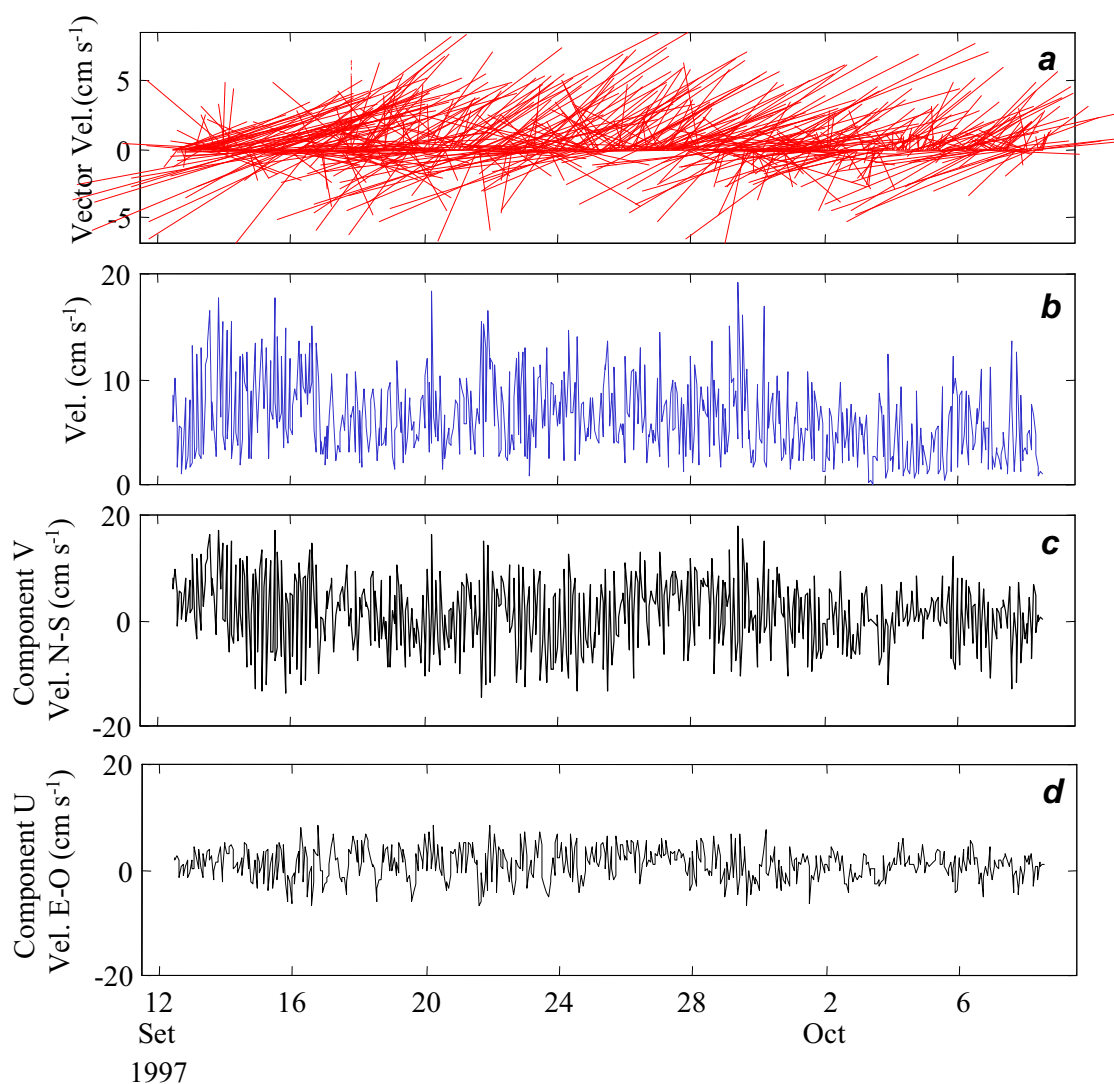 a
Vector Vel.(cm s-1)
5
0
-5
b
Vel. (cm s-1)
20
10
0
c
Component V
Vel. N-S (cm s-1)
20
0
-20
d
Component U
Vel. E-O (cm s-1)
20
0
-20
12 16 20 24 28 2 6
Set Oct
1997